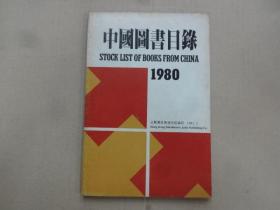 中國圖書目錄
STOCK LIST OF BOOKS FROM CHINA
1980